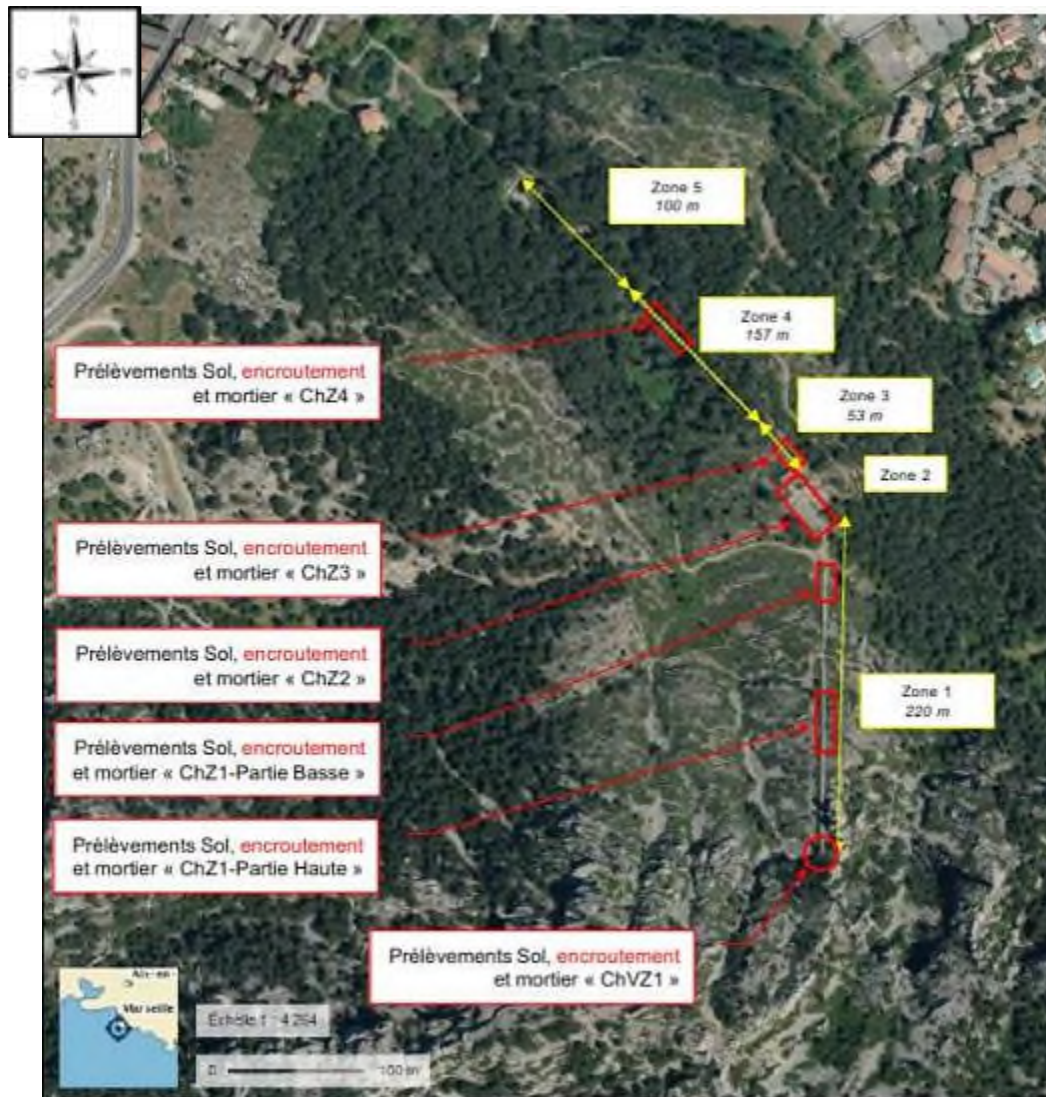 N
O
E
S
Zone 5
100 m
Zone 4
157 m
Prélèvements Sol, encroutement
et mortier « ChZ4 »
Zone 3
53 m
Zone 2
Prélèvements Sol, encroutement
et mortier « ChZ3 »
Prélèvements Sol, encroutement
et mortier « ChZ2 »
Zone 1
220 m
Prélèvements Sol, encroutement
et mortier « ChZ1-Partie Basse »
Prélèvements Sol, encroutement
et mortier « ChZ1-Partie Haute »
Prélèvements Sol, encroutement
et mortier « ChVZ1 »
Marseille
Échelle 1 : 4 264
0 100 m